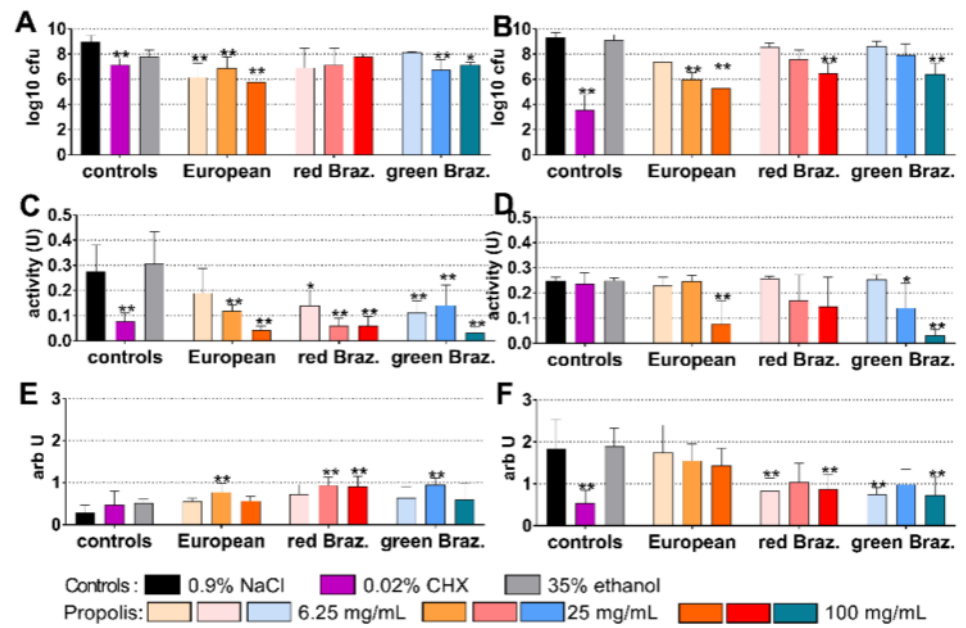 A
B
log10 cfu
10
8
6
4
2
0
** ** ** ** ** *
controls European red Braz. green Braz.
log10 cfu
10
8
6
4
2
0
** ** ** ** **
controls European red Braz. green Braz.
C
D
activity (U)
0.5
0.4
0.3
0.2
0.1
0.0
** ** ** * ** ** ** ** **
controls European red Braz. green Braz.
activity (U)
0.5
0.4
0.3
0.2
0.1
0.0
** * **
controls European red Braz. green Braz.
E
F
arb U
3
2
1
0
** ** ** **
controls European red Braz. green Braz.
arb U
3
2
1
0
** ** ** ** **
controls European red Braz. green Braz.
Controls : 0.9% NaCl 0.02% CHX 35% ethanol
Propolis: 6.25 mg/mL 25 mg/mL 100 mg/mL